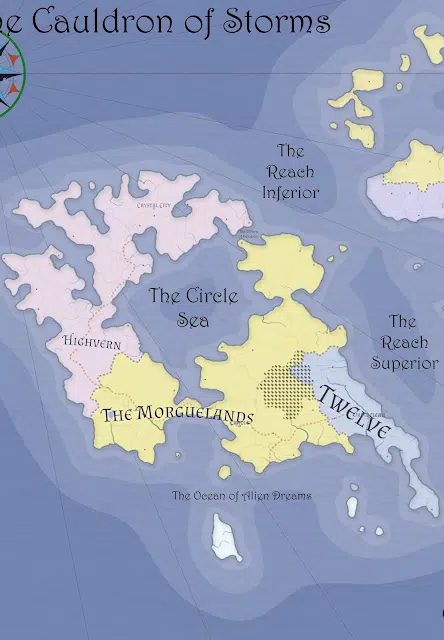 e Cauldron of Storms
The
Reach
Inferior
Crystal City
The Circle
Sea
The
Reach
Superior
Highvern
The Morguelands
TWELVE
The Ocean of Alien Dreams